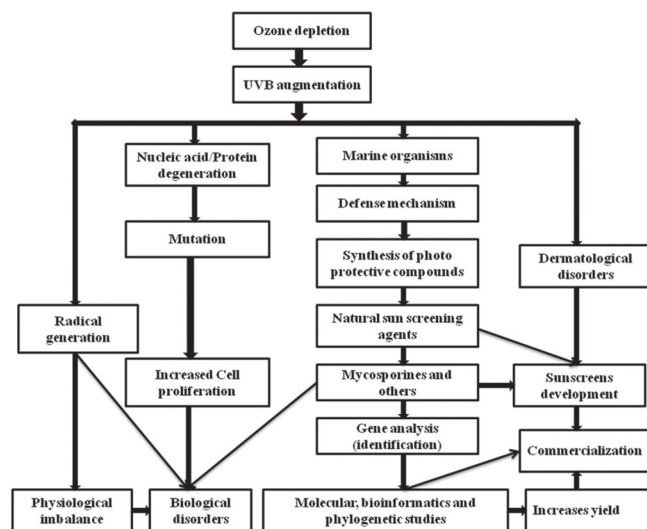 Ozone depletion
UVB augmentation
Nucleic acid/Protein
degeneration
Marine organisms
Defense mechanism
Mutation
Synthesis of photo
protective compounds
Dermatological
disorders
Radical
generation
Natural sun screening
agents
Increased Cell
proliferation
Mycosporines and
others
Sunscreens
development
Gene analysis
(identification)
Commercialization
Physiological
imbalance
Biological
disorders
Molecular, bioinformatics and
phylogenetic studies
Increases yield